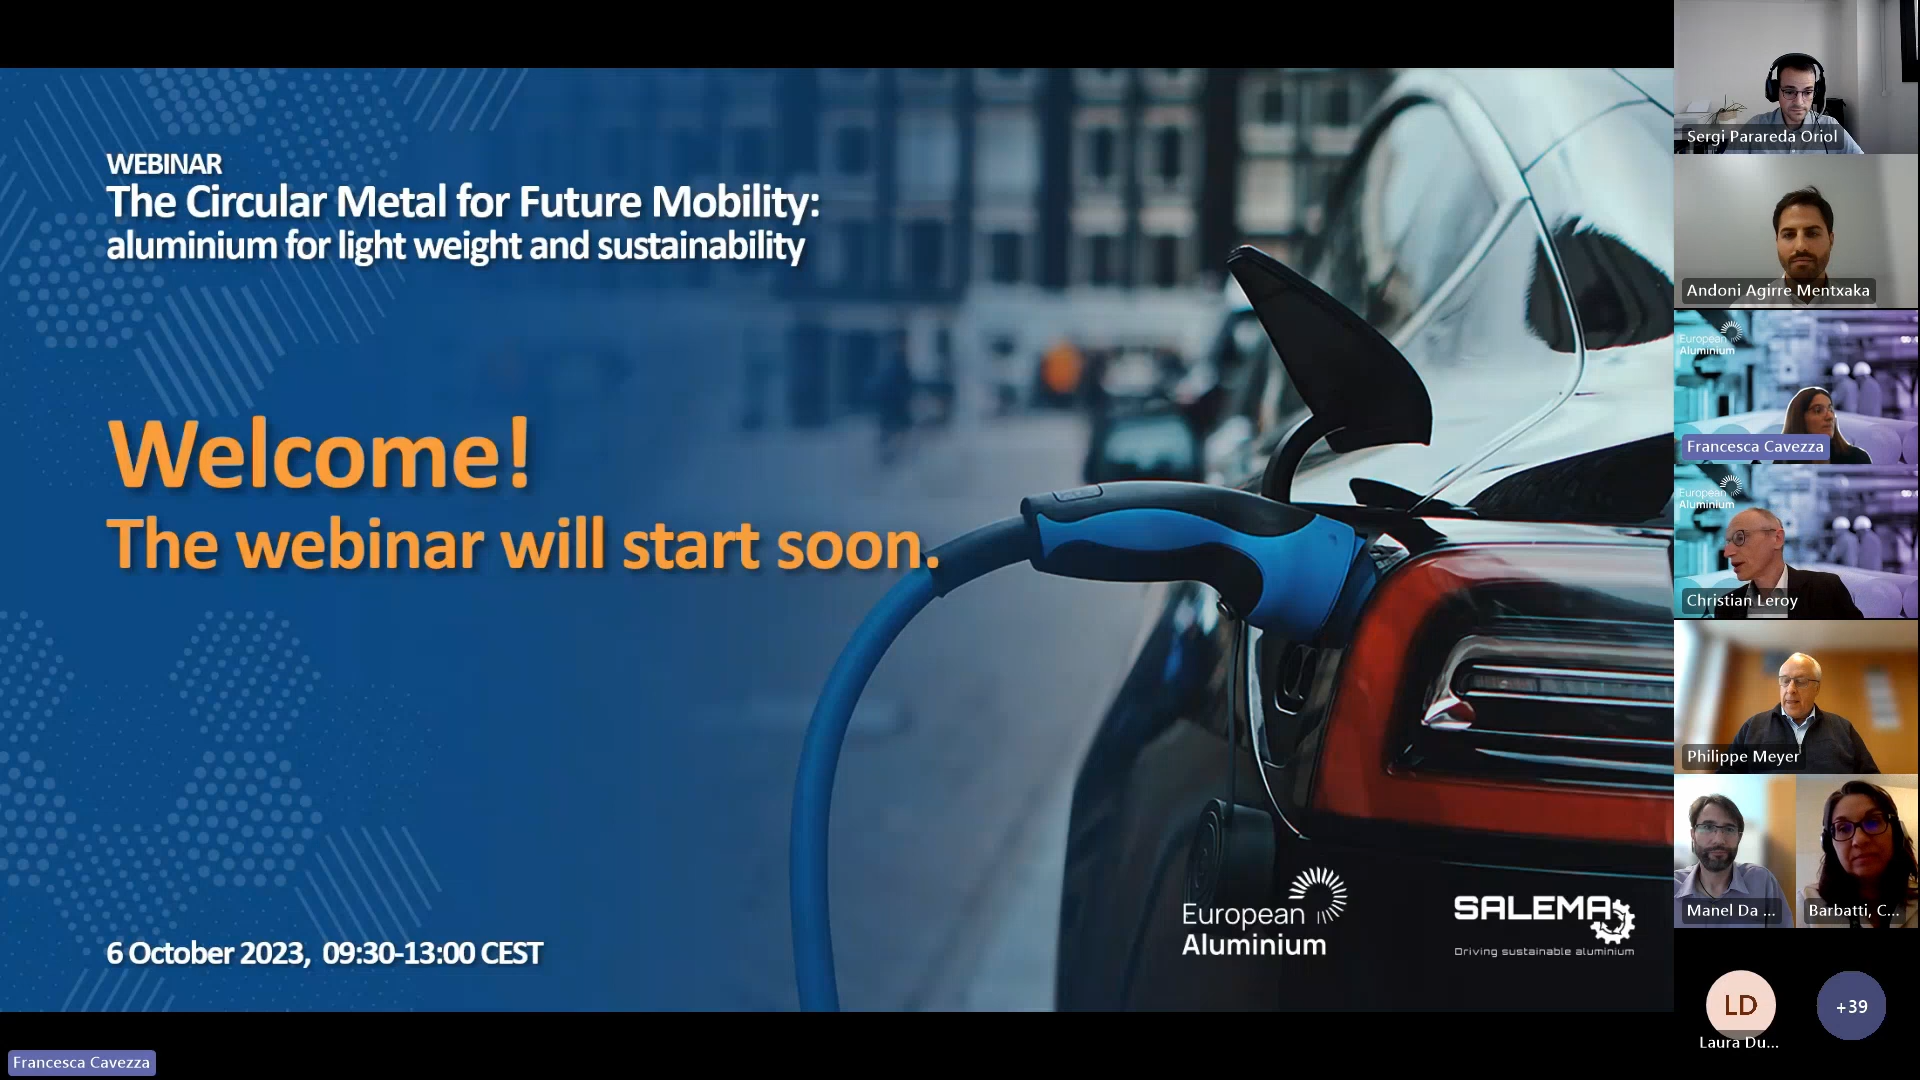 WEBINAR
The Circular Metal for Future Mobility:
aluminium for light weight and sustainability
Welcome!
The webinar will start soon.
6 October 2023, 09:30-13:00 CEST
European
Aluminium
SALEMA
Driving sustainable aluminium
Francesca Cavezza
Sergi Parareda Oriol
Andoni Agirre Mentxaka
European
Aluminium
Francesca Cavezza
European
Aluminium
Christian Leroy
Philippe Meyer
Manel Da ...
Barbatti, C...
LD
Laura Du...
+39